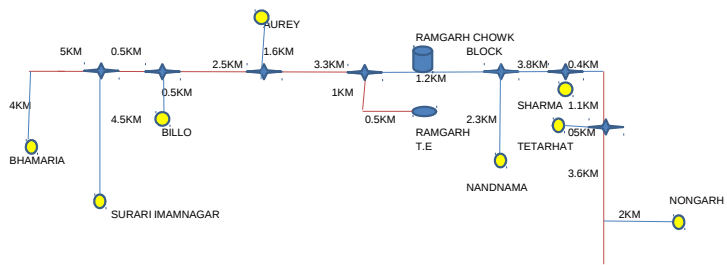 AUREY
RAMGARH CHOWK
BLOCK
5KM
0.5KM
2.5KM
1.6KM
3.3KM
1.2KM
3.8KM
0.4KM
4KM
0.5KM
1KM
SHARMA
1.1KM
4.5KM
BILLO
0.5KM
RAMGARH
T.E
2.3KM
TETARHAT
05KM
BHAMARIA
3.6KM
NANDNAMA
NONGARH
SURARI IMAMNAGAR
2KM